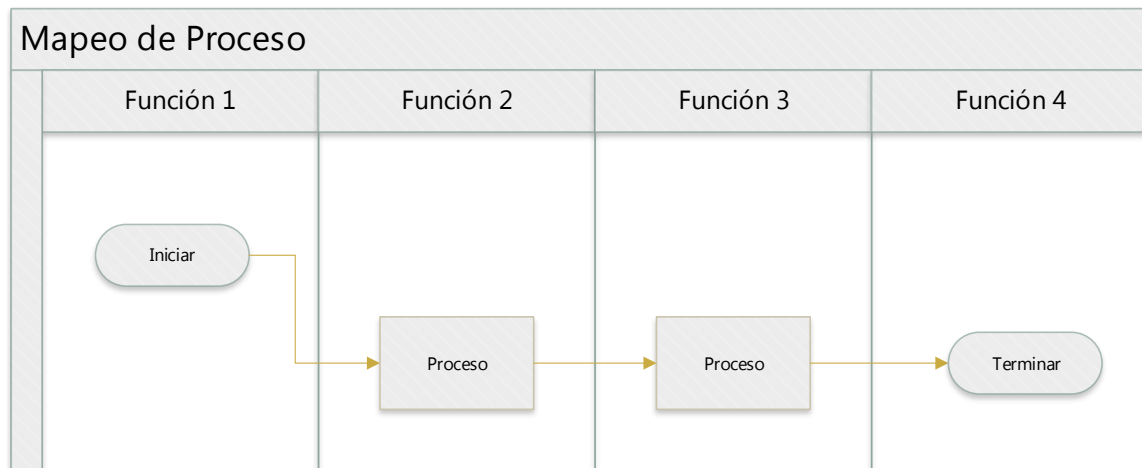 Mapeo de Proceso
Función 1
Función 2
Función 3
Función 4
Iniciar
Proceso
Proceso
Terminar